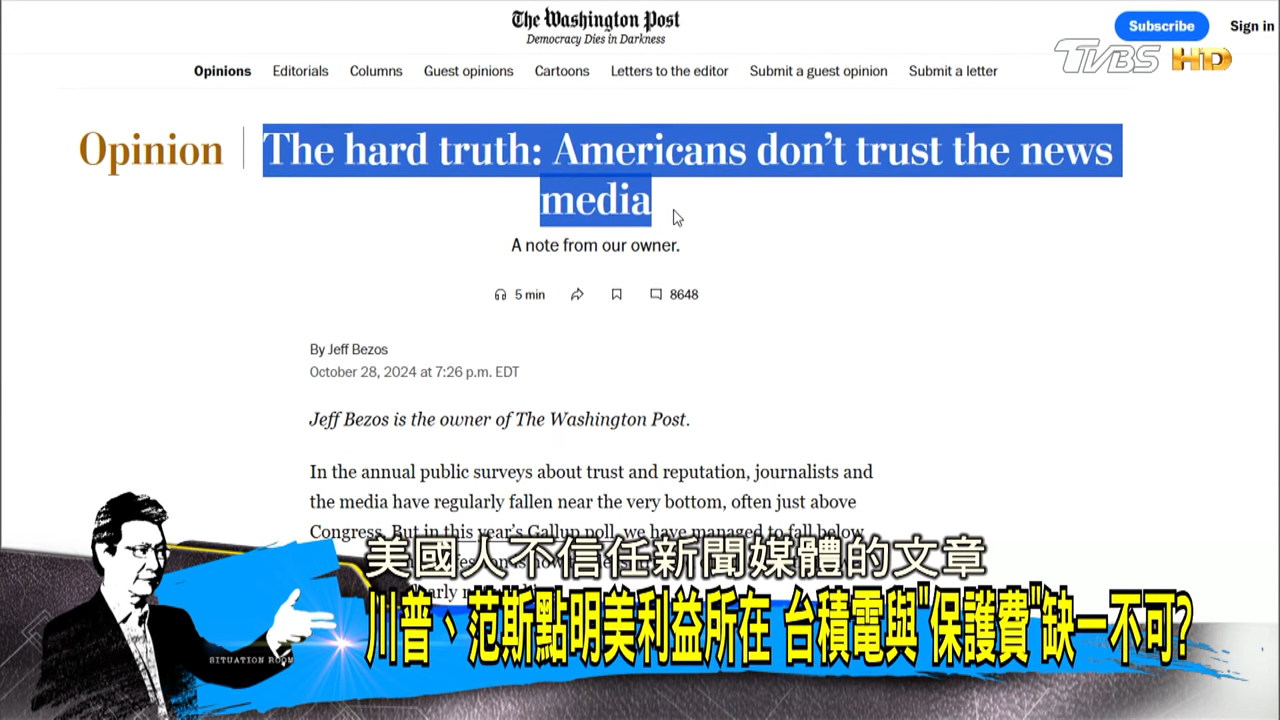 The Washington Post
Democracy Dies in Darkness
Subscribe
Sign in
TVBS HD
Opinions Editorials Columns Guest opinions Cartoons Letters to the editor Submit a guest opinion Submit a letter
Opinion
The hard truth: Americans don’t trust the news
media
A note from our owner.
5 min
8648
By Jeff Bezos
October 28, 2024 at 7:26 p.m. EDT
Jeff Bezos is the owner of The Washington Post.
In the annual public surveys about trust and reputation, journalists and
the media have regularly fallen near the very bottom, often just above
Congress. But in this year’s Gallup poll, we have managed to fall below
美國人不信任新聞媒體的文章
川普、范斯點明美利益所在 台積電與"保護費"缺一不可?
SITUATION ROOM